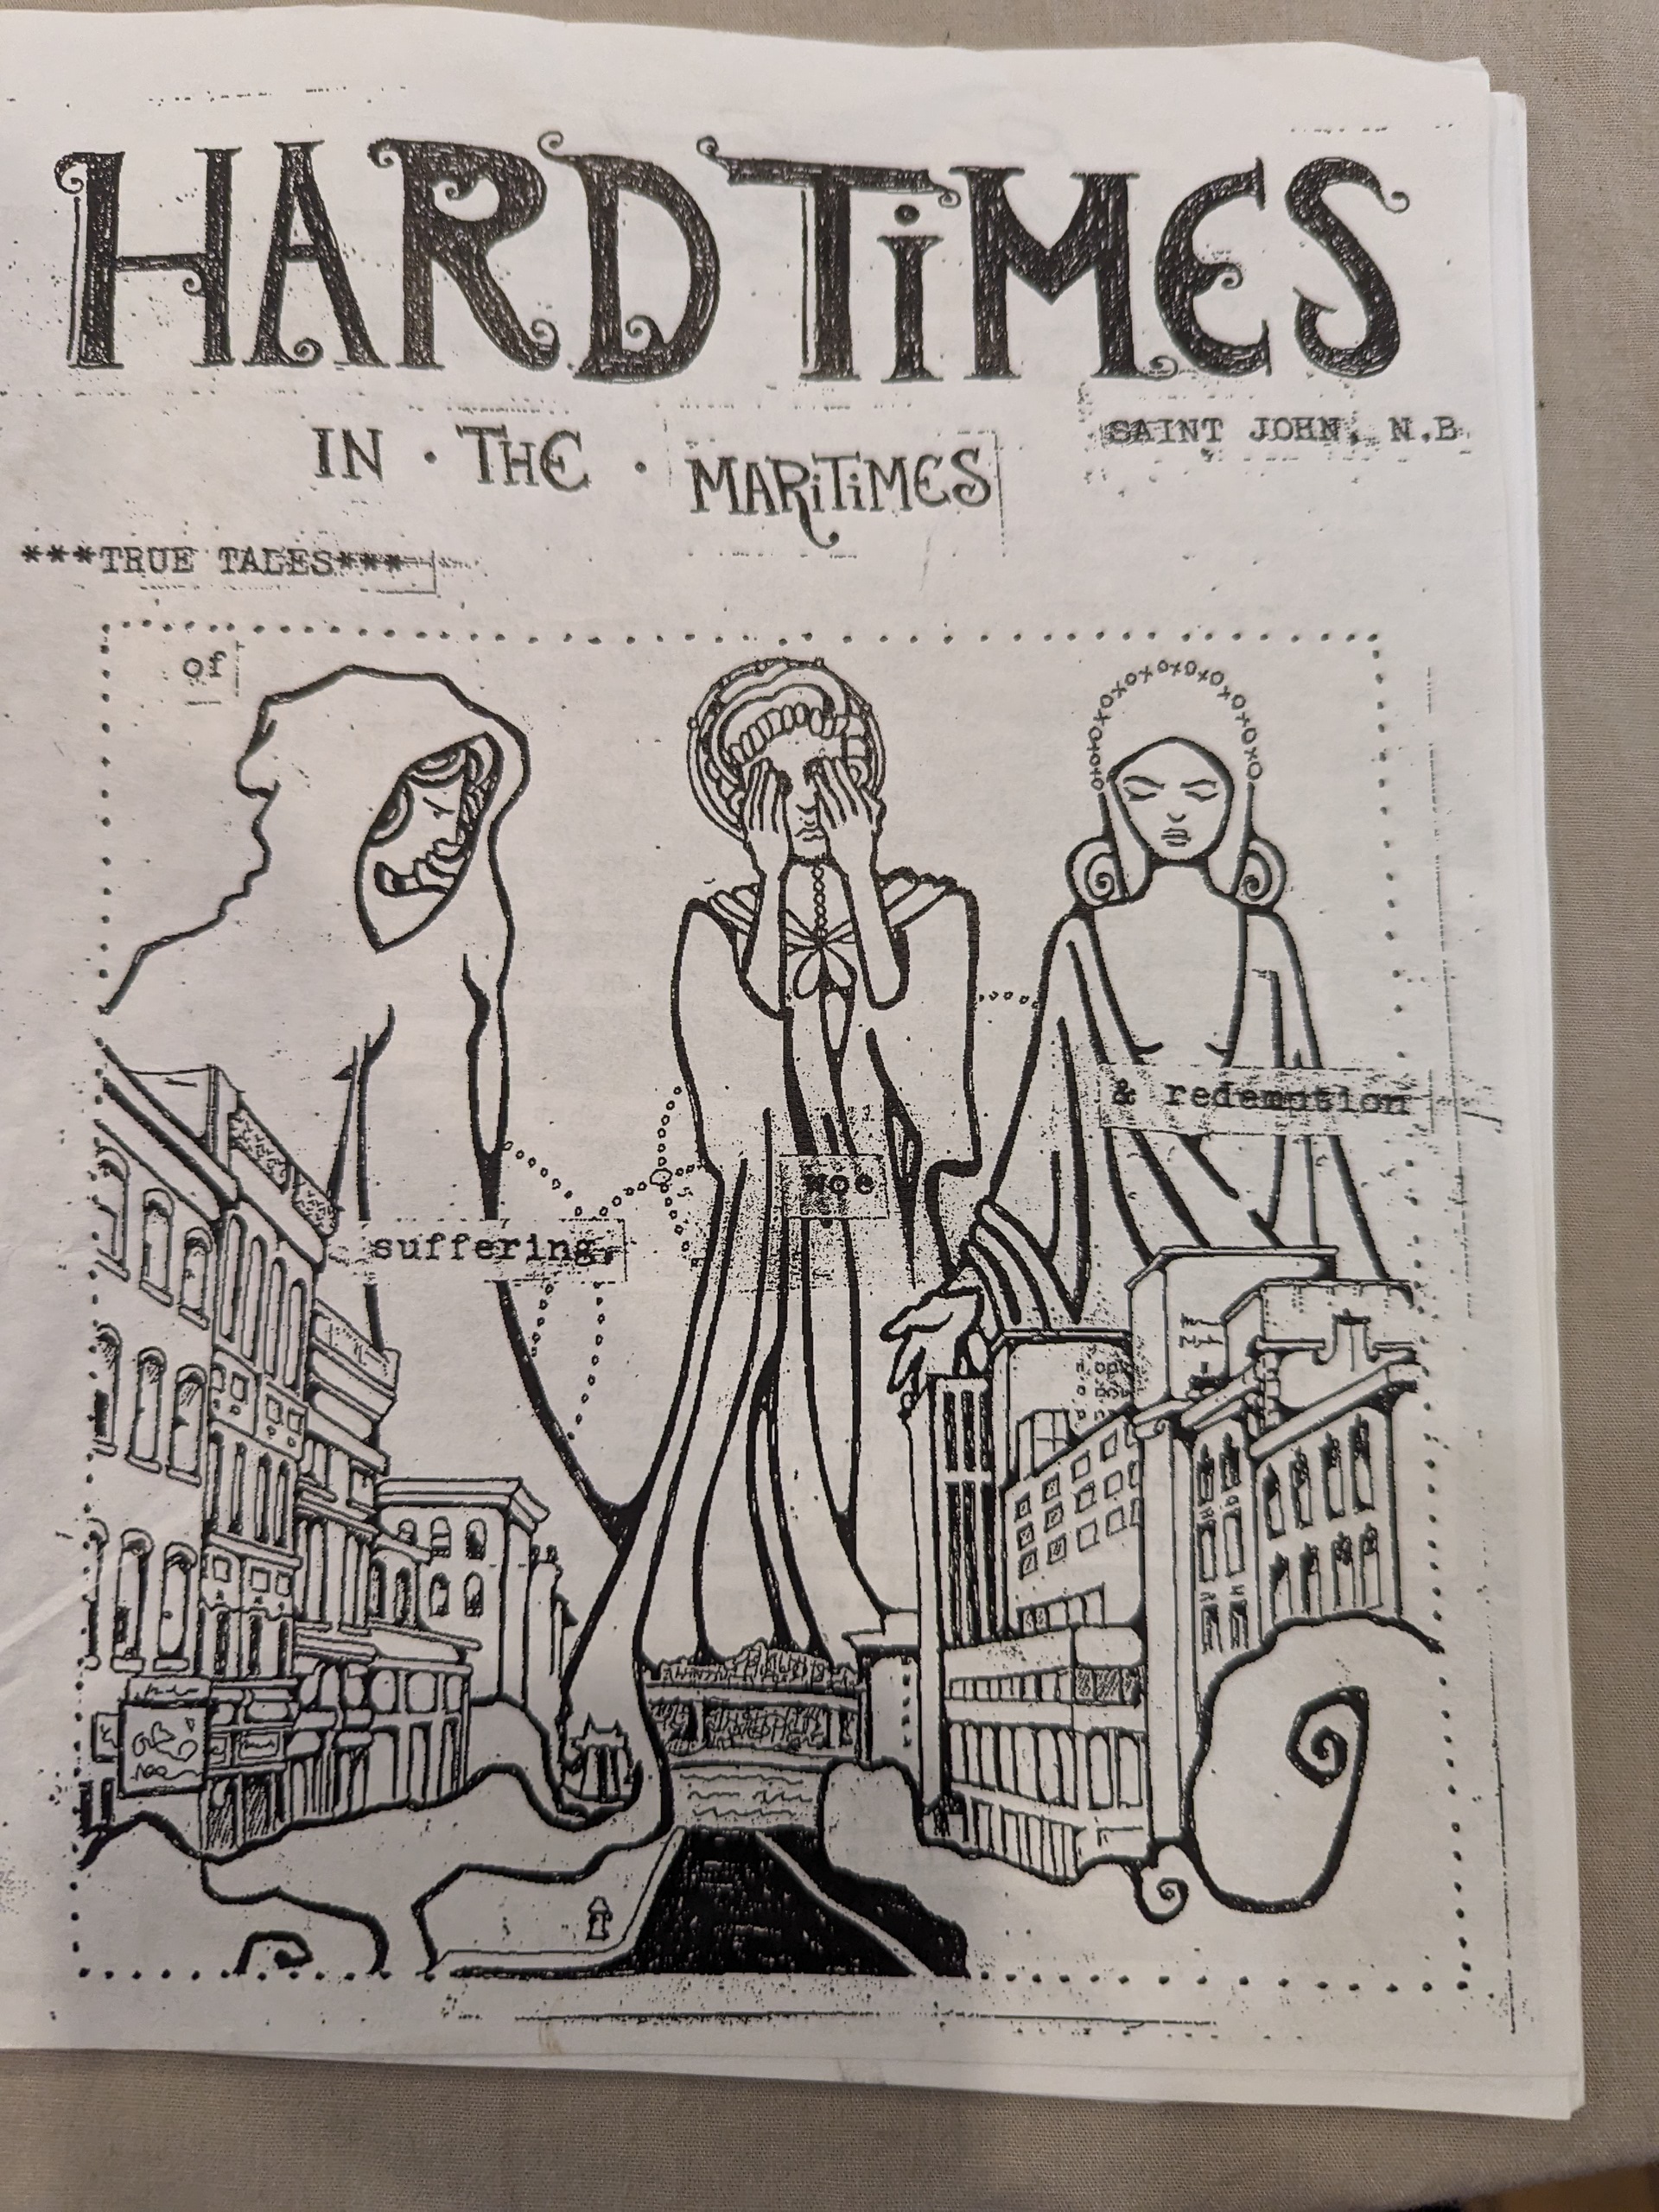 HARD TiMES
IN · THE · MARiTiMES
SAINT JOHN, N.B.
***TRUE TALES***
of
suffering,
woe
& redemption